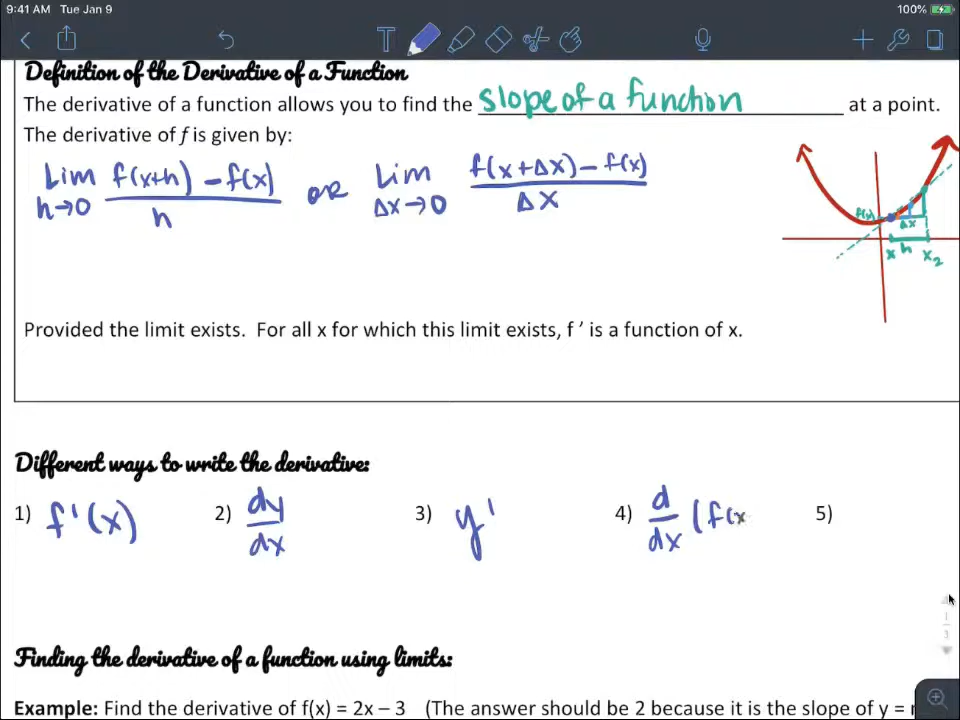 9:41 AM Tue Jan 9
100%
Definition of the Derivative of a Function
The derivative of a function allows you to find the slope of a function at a point.
The derivative of f is given by:
Lim h→0 f(x+h) – f(x) / h or Lim Δx→0 f(x+Δx) – f(x) / Δx
f(x)
Δx
x h x₂
Provided the limit exists. For all x for which this limit exists, f ' is a function of x.
Different ways to write the derivative:
1) f'(x) 2) dy/dx 3) y' 4) d/dx (f(x 5)
Finding the derivative of a function using limits:
Example: Find the derivative of f(x) = 2x – 3 (The answer should be 2 because it is the slope of y =
1
3